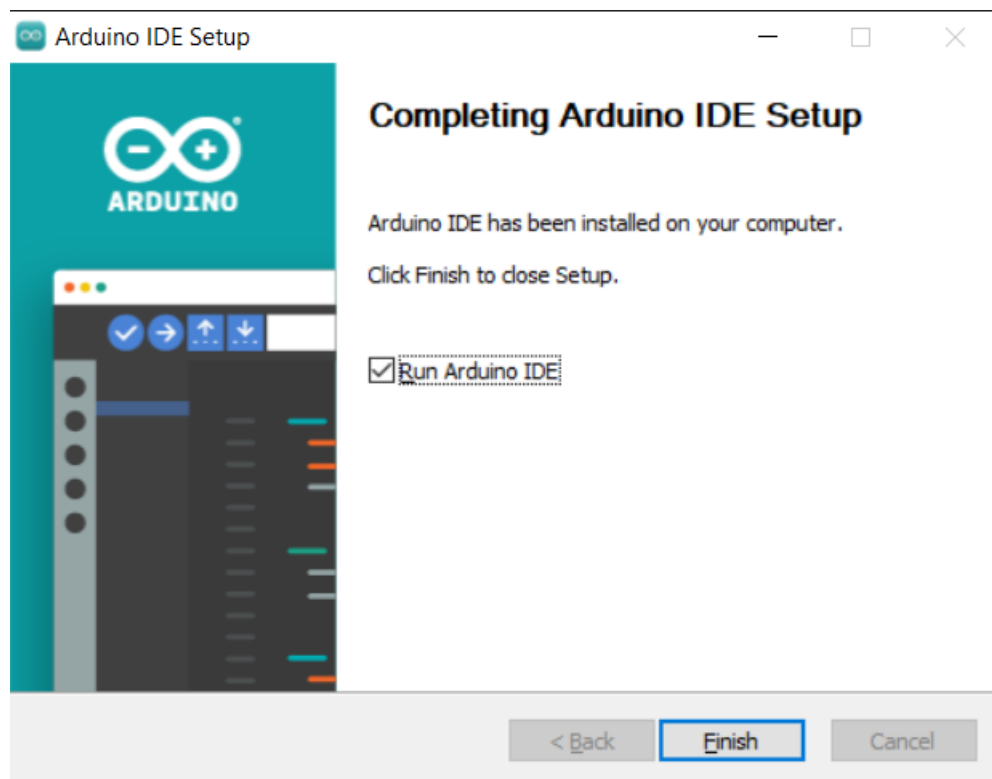 Arduino IDE Setup
ARDUINO
Completing Arduino IDE Setup
Arduino IDE has been installed on your computer.
Click Finish to close Setup.
Run Arduino IDE
< Back
Finish
Cancel